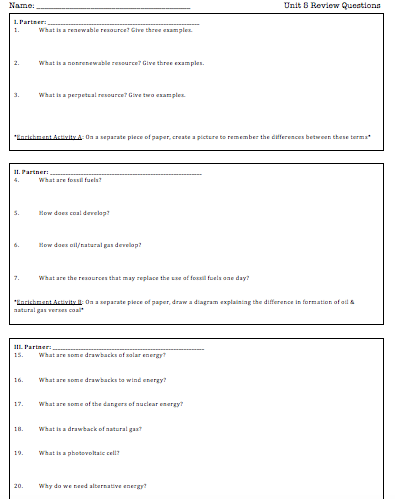 Name: ________________________________ Unit 8 Review Questions
I. Partner: ________________________________
1. What is a renewable resource? Give three examples.
2. What is a nonrenewable resource? Give three examples.
3. What is a perpetual resource? Give two examples.
*Enrichment Activity A: On a separate piece of paper, create a picture to remember the differences between these terms*
II. Partner: ________________________________
4. What are fossil fuels?
5. How does coal develop?
6. How does oil/natural gas develop?
7. What are the resources that may replace the use of fossil fuels one day?
*Enrichment Activity B: On a separate piece of paper, draw a diagram explaining the difference in formation of oil &
natural gas verses coal*
III. Partner: ________________________________
15. What are some drawbacks of solar energy?
16. What are some drawbacks to wind energy?
17. What are some of the dangers of nuclear energy?
18. What is a drawback of natural gas?
19. What is a photovoltaic cell?
20. Why do we need alternative energy?